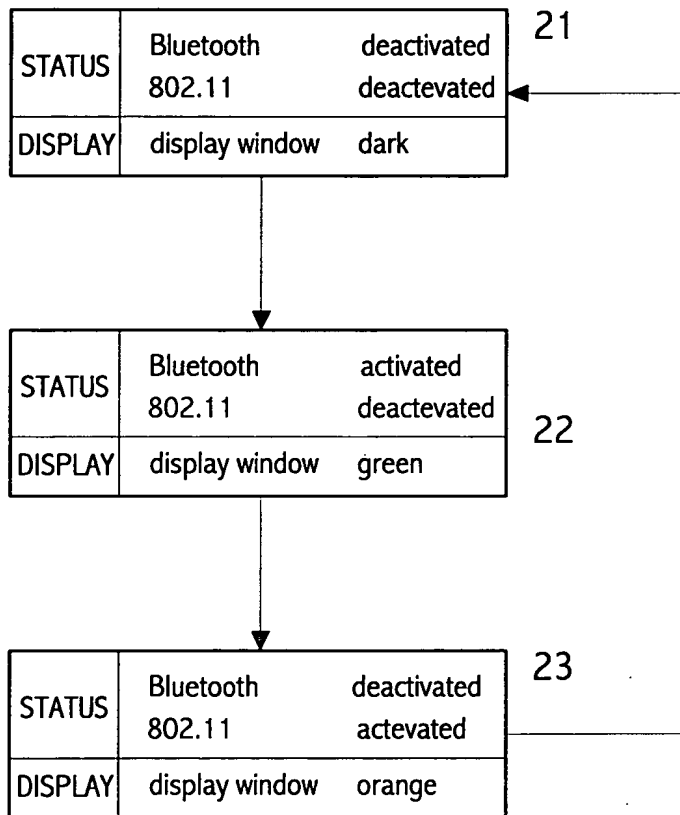 21
STATUS Bluetooth deactivated
802.11 deactevated
DISPLAY display window dark
STATUS Bluetooth activated
802.11 deactevated
22
DISPLAY display window green
23
STATUS Bluetooth deactivated
802.11 actevated
DISPLAY display window orange